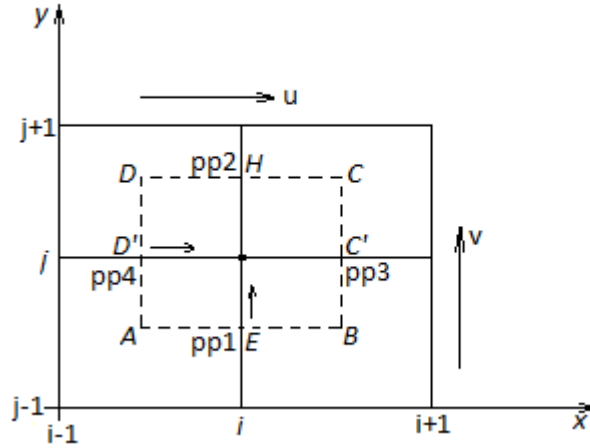 y
u
j+1
D pp2 H C
v
D' C'
j
pp4 pp3
A pp1 E B
j-1
i-1 i i+1 x